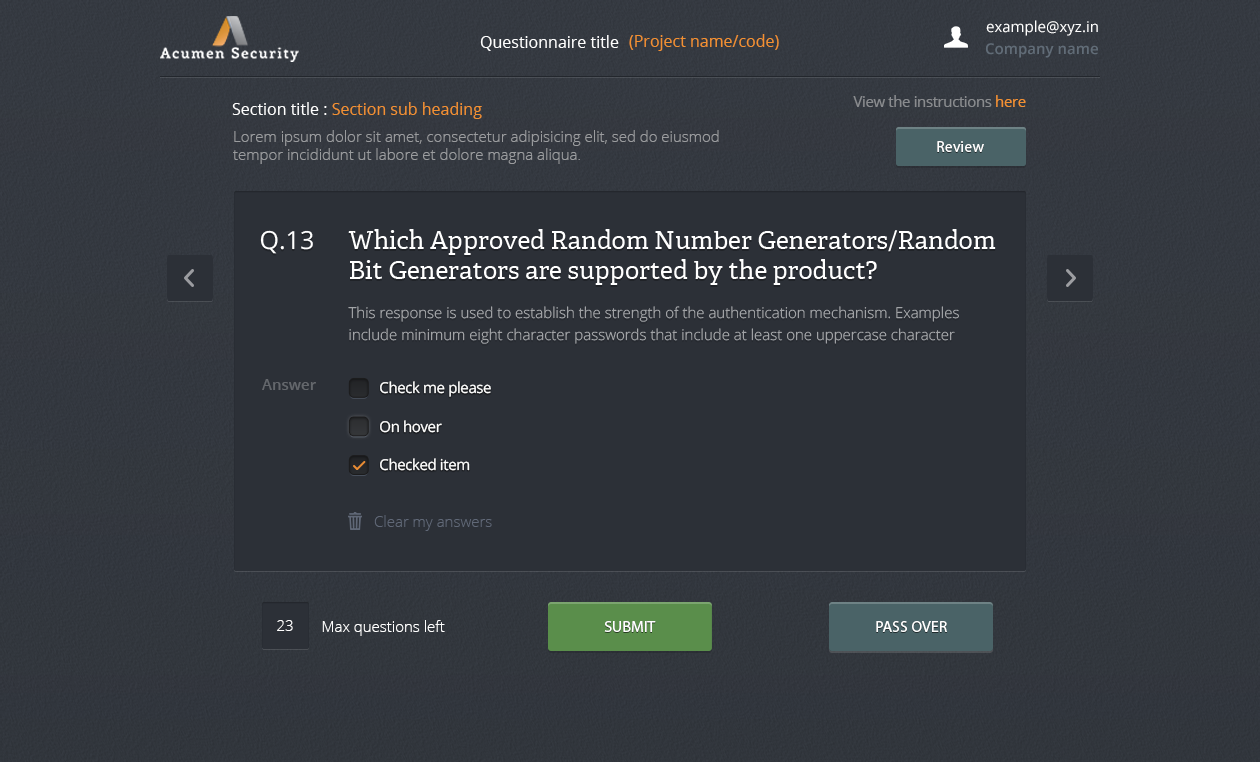 Acumen Security
Questionnaire title (Project name/code)
example@xyz.in
Company name
Section title : Section sub heading
Lorem ipsum dolor sit amet, consectetur adipisicing elit, sed do eiusmod
tempor incididunt ut labore et dolore magna aliqua.
View the instructions here
Review
Q.13
Which Approved Random Number Generators/Random
Bit Generators are supported by the product?
This response is used to establish the strength of the authentication mechanism. Examples
include minimum eight character passwords that include at least one uppercase character
Answer
Check me please
On hover
Checked item
Clear my answers
23
Max questions left
SUBMIT
PASS OVER